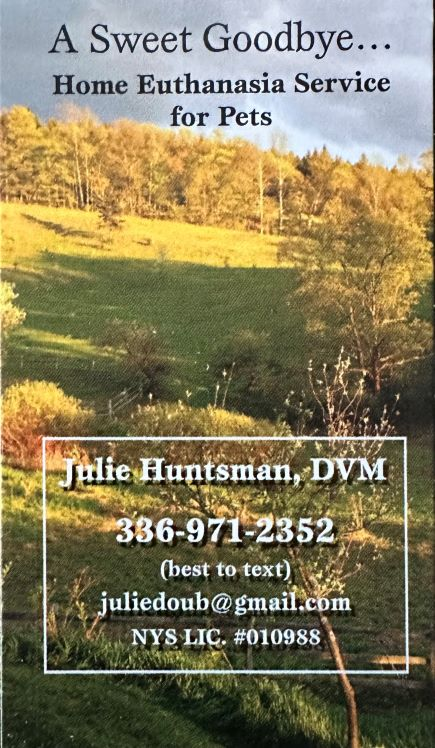 A Sweet Goodbye...
Home Euthanasia Service
for Pets
Julie Huntsman, DVM
336-971-2352
(best to text)
juliedoub@gmail.com
NYS LIC. #010988